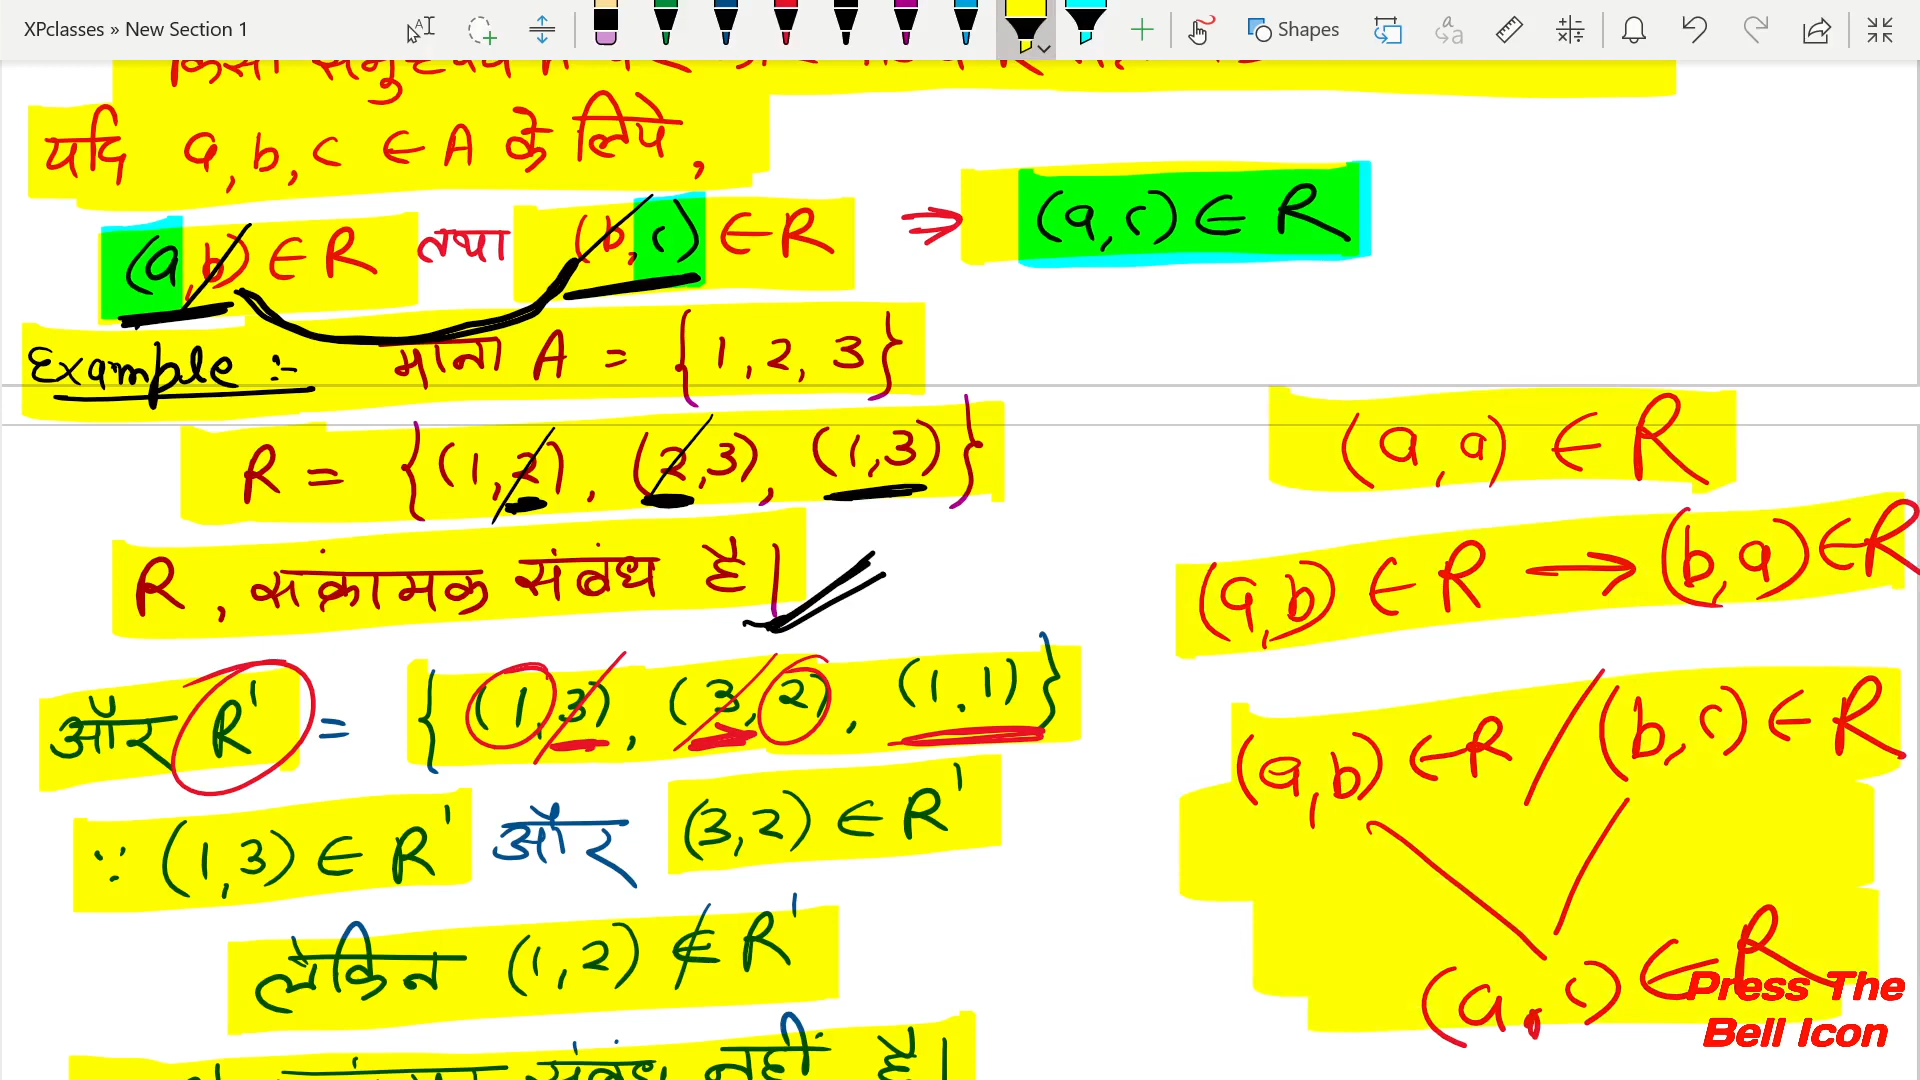 XPclasses » New Section 1
Shapes
यदि a, b, c ∈ A के लिये,
(a, b) ∈ R तथा (b, c) ∈ R ⇒ (a, c) ∈ R
Example :- माना A = {1, 2, 3}
R = {(1, 2), (2, 3), (1, 3)}
R, संक्रामक संबंध है।
और R' = {(1, 3), (3, 2), (1, 1)}
∵ (1, 3) ∈ R' और (3, 2) ∈ R'
लेकिन (1, 2) ∉ R'
संबंध नहीं है।
(a, a) ∈ R
(a, b) ∈ R → (b, a) ∈ R
(a, b) ∈ R / (b, c) ∈ R
(a, c) ∈ R
Press The
Bell Icon